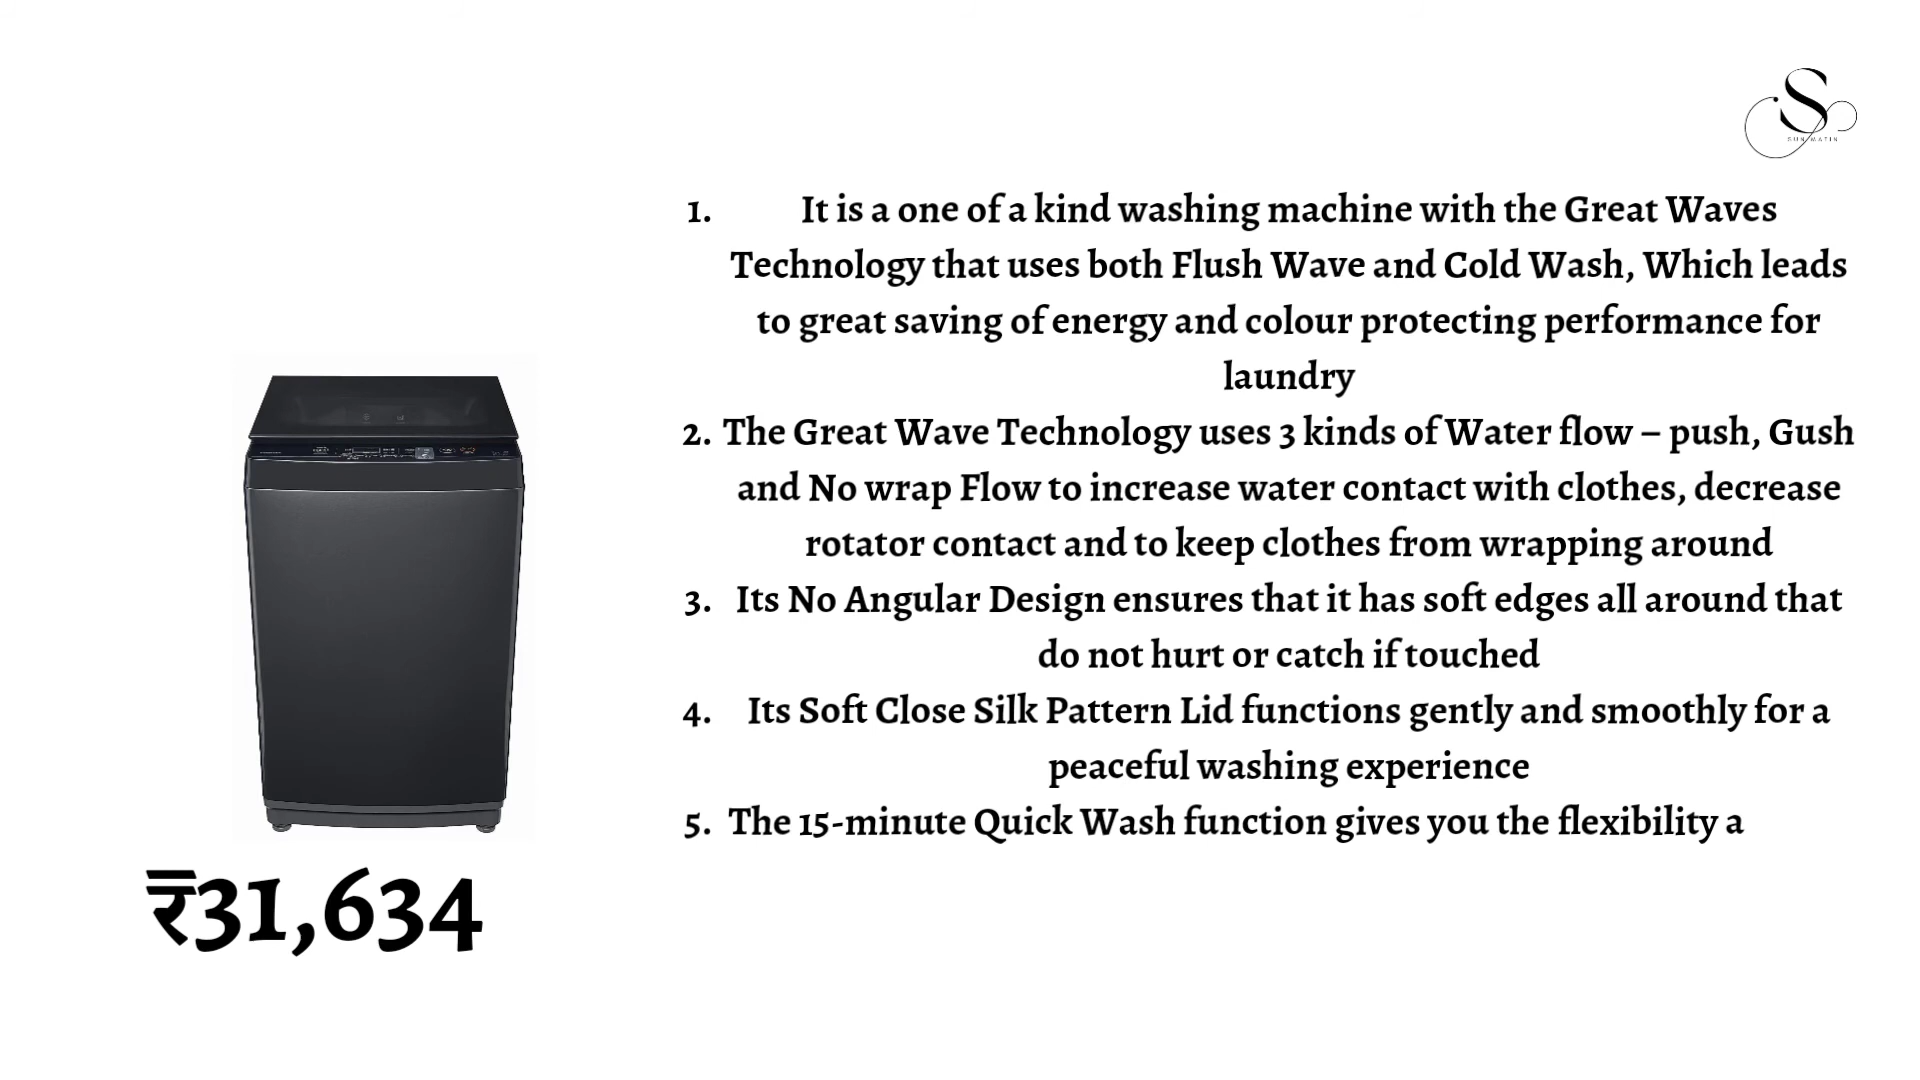 SUN MATIN
1. It is a one of a kind washing machine with the Great Waves
Technology that uses both Flush Wave and Cold Wash, Which leads
to great saving of energy and colour protecting performance for
laundry
2. The Great Wave Technology uses 3 kinds of Water flow – push, Gush
and No wrap Flow to increase water contact with clothes, decrease
rotator contact and to keep clothes from wrapping around
3. Its No Angular Design ensures that it has soft edges all around that
do not hurt or catch if touched
4. Its Soft Close Silk Pattern Lid functions gently and smoothly for a
peaceful washing experience
5. The 15-minute Quick Wash function gives you the flexibility a
₹31,634